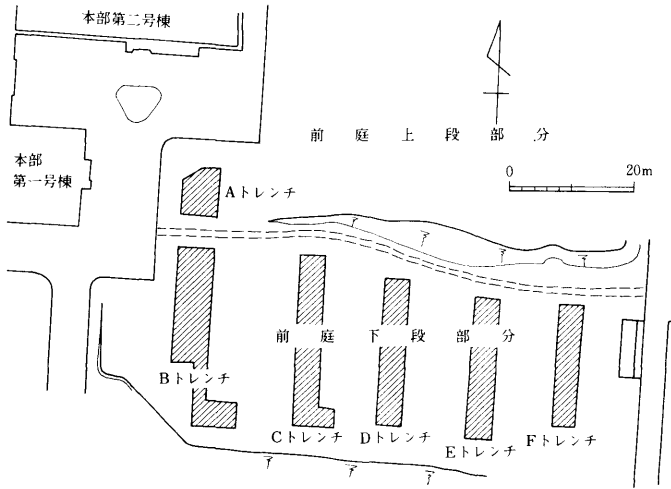 本部第二号棟
前庭上段部分
本部
第一号棟
0 20m
Aトレンチ
前庭下段部分
Bトレンチ
Cトレンチ
Dトレンチ
Eトレンチ
Fトレンチ